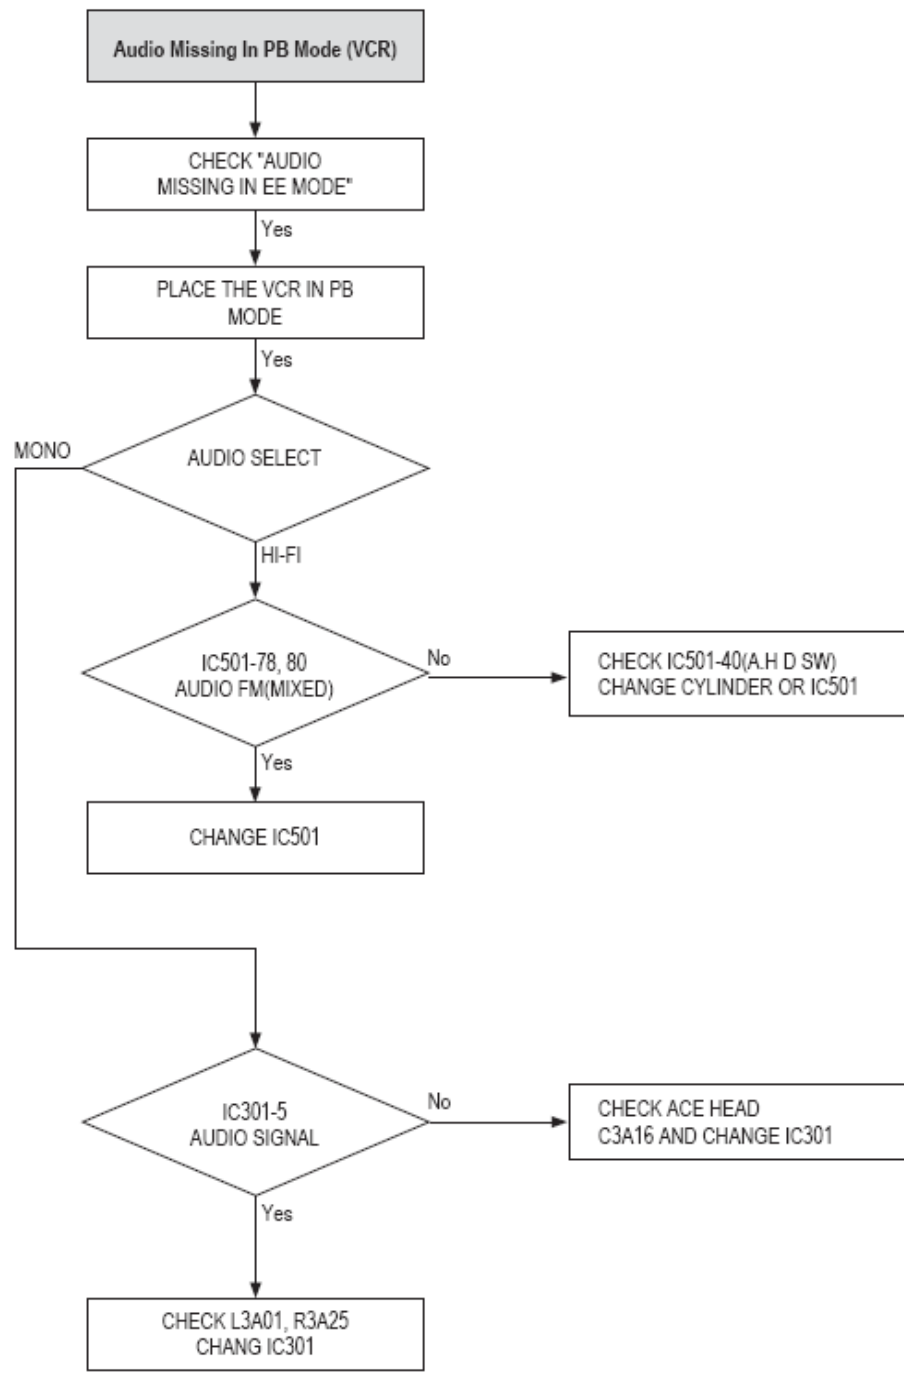 Audio Missing In PB Mode (VCR)
CHECK "AUDIO
MISSING IN EE MODE"
Yes
PLACE THE VCR IN PB
MODE
Yes
MONO
AUDIO SELECT
HI-FI
IC501-78, 80
AUDIO FM(MIXED)
No
CHECK IC501-40(A.H D SW)
CHANGE CYLINDER OR IC501
Yes
CHANGE IC501
IC301-5
AUDIO SIGNAL
No
CHECK ACE HEAD
C3A16 AND CHANGE IC301
Yes
CHECK L3A01, R3A25
CHANG IC301